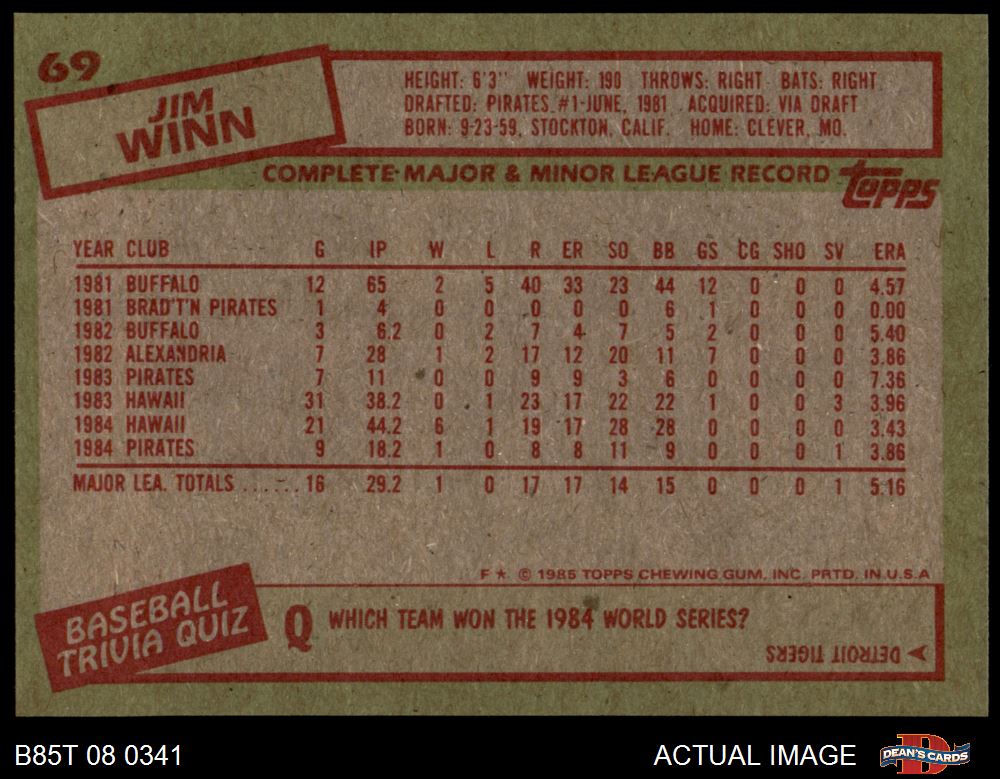 69
JIM
WINN
HEIGHT: 6'3" WEIGHT: 190 THROWS: RIGHT BATS: RIGHT
DRAFTED: PIRATES #1-JUNE, 1981 ACQUIRED: VIA DRAFT
BORN: 9-23-59, STOCKTON, CALIF. HOME: CLEVER, MO.
COMPLETE MAJOR & MINOR LEAGUE RECORD topps
YEAR CLUB G IP W L R ER SO BB GS CG SHO SV ERA
1981 BUFFALO 12 65 2 5 40 33 23 44 12 0 0 0 4.57
1981 BRAD'T'N PIRATES 1 4 0 0 0 0 0 6 1 0 0 0 0.00
1982 BUFFALO 3 6.2 0 2 7 4 7 5 2 0 0 0 5.40
1982 ALEXANDRIA 7 28 1 2 17 12 20 11 7 0 0 0 3.86
1983 PIRATES 7 11 0 0 9 9 3 6 0 0 0 0 7.36
1983 HAWAII 31 38.2 0 1 23 17 22 22 1 0 0 3 3.96
1984 HAWAII 21 44.2 6 1 19 17 28 28 0 0 0 0 3.43
1984 PIRATES 9 18.2 1 0 8 8 11 9 0 0 0 1 3.86
MAJOR LEA. TOTALS ...... 16 29.2 1 0 17 17 14 15 0 0 0 1 5.16
F ★ © 1985 TOPPS CHEWING GUM, INC. PRTD. IN U.S.A
BASEBALL
TRIVIA QUIZ
Q WHICH TEAM WON THE 1984 WORLD SERIES?
DETROIT TIGERS
B85T 08 0341
ACTUAL IMAGE
D
DEAN'S CARDS